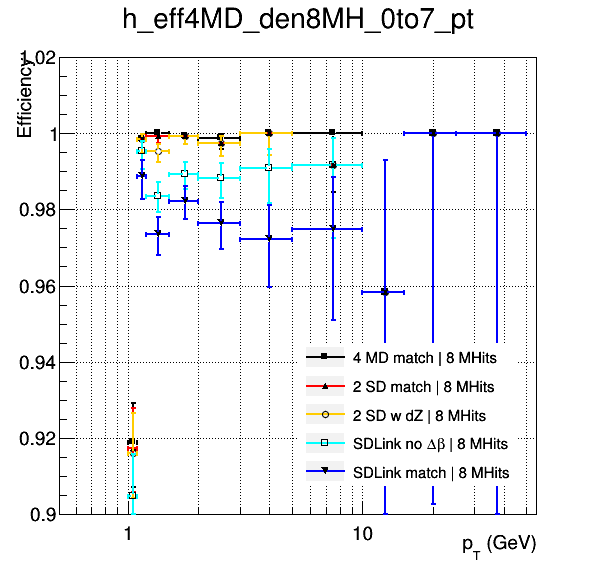 h_eff4MD_den8MH_0to7_pt
Efficiency
1.02
1
0.98
0.96
0.94
0.92
0.9
4 MD match | 8 MHits
2 SD match | 8 MHits
2 SD w dZ | 8 MHits
SDLink no Δβ | 8 MHits
SDLink match | 8 MHits
1
10
p_T (GeV)